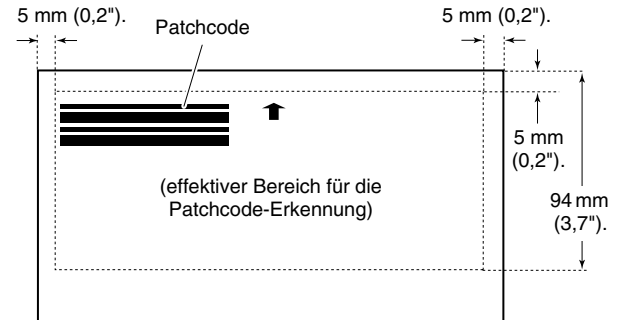 5 mm (0,2").
Patchcode
5 mm (0,2").
5 mm
(0,2").
(effektiver Bereich für die
Patchcode-Erkennung)
94 mm
(3,7").